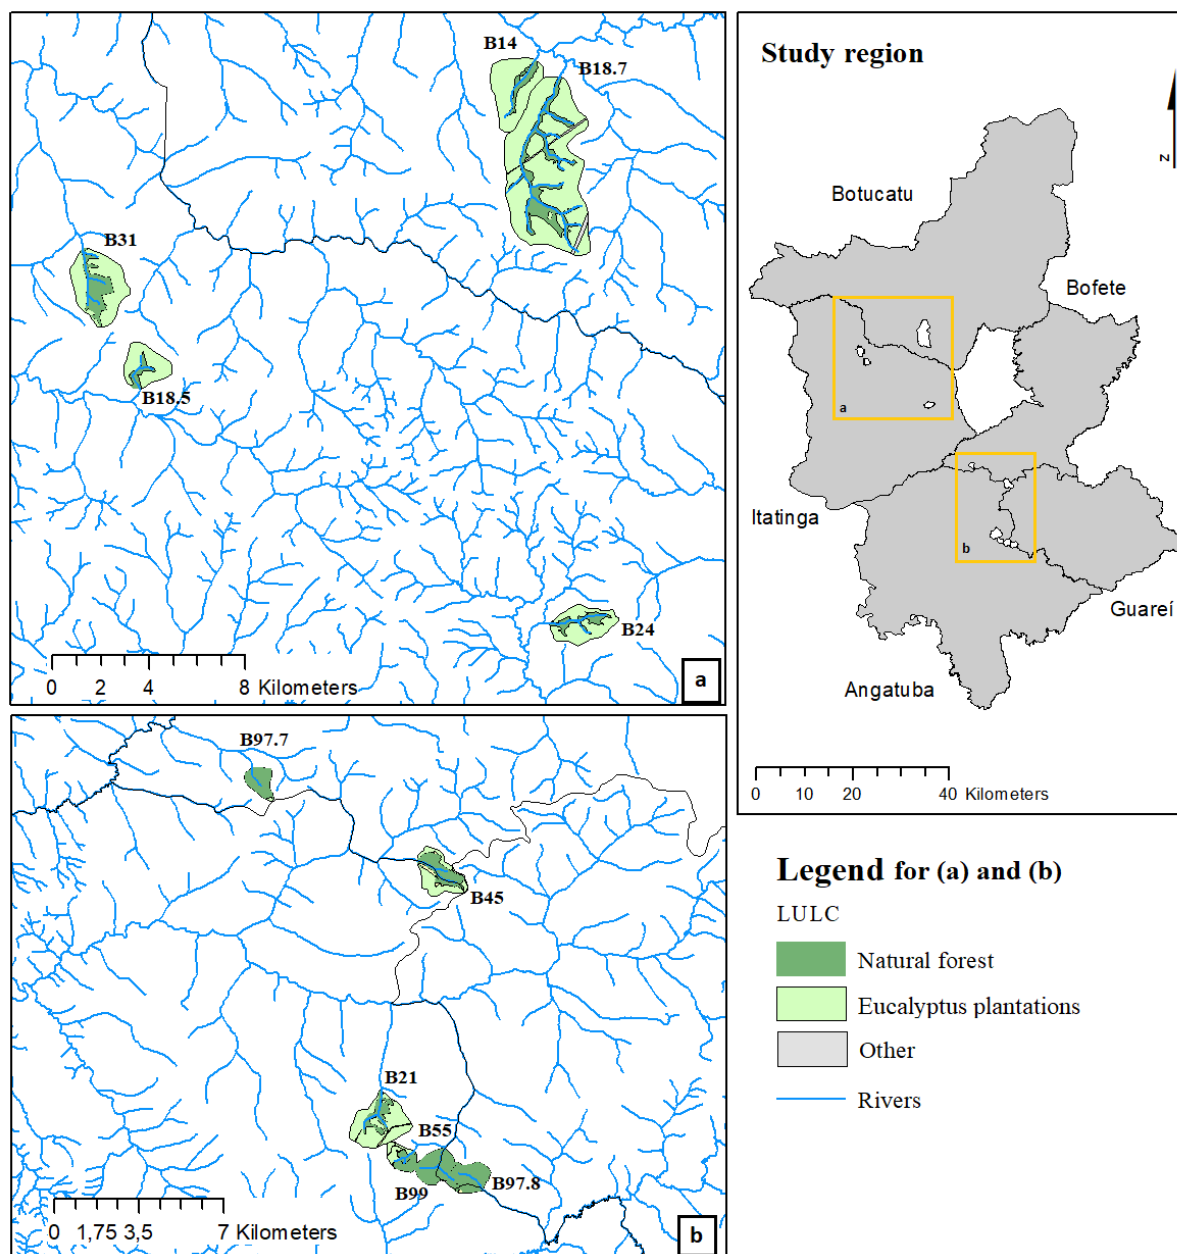 B14
B18.7
B31
B18.5
B24
0 2 4 8 Kilometers
a
B97.7
B45
B21
B55
B99
B97.8
0 1,75 3,5 7 Kilometers
b
Study region
N
Botucatu
Bofete
a
Itatinga
b
Guareí
Angatuba
0 10 20 40 Kilometers
Legend for (a) and (b)
LULC
Natural forest
Eucalyptus plantations
Other
Rivers